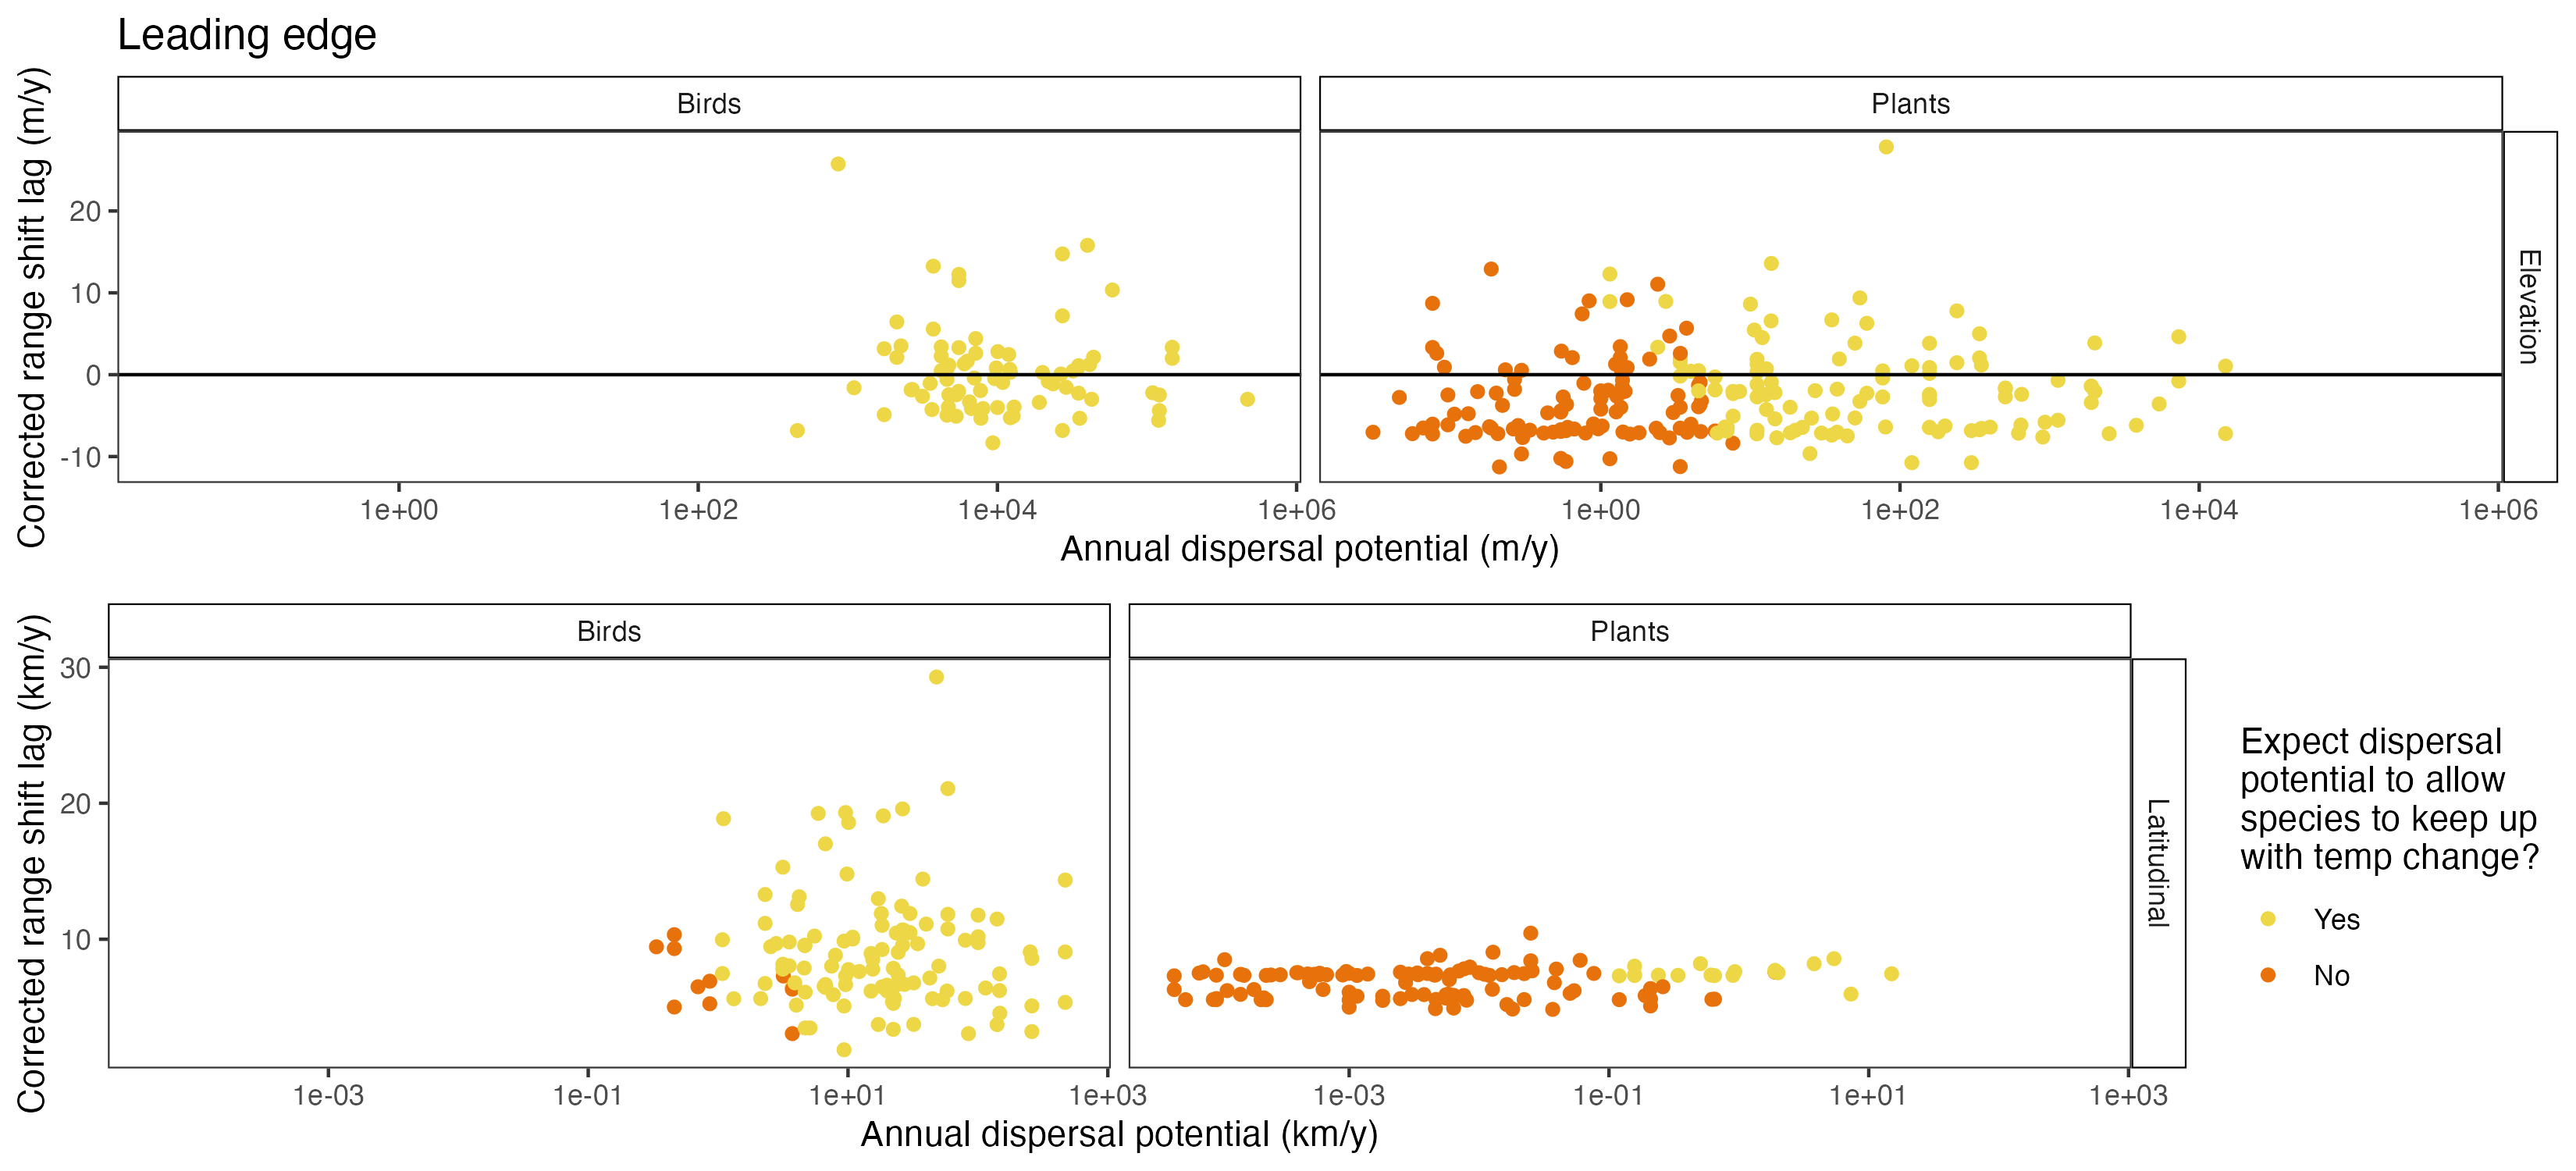 Leading edge
Birds
Plants
Corrected range shift lag (m/y)
20
10
0
-10
Elevation
1e+00
1e+02
1e+04
1e+06
1e+00
1e+02
1e+04
1e+06
Annual dispersal potential (m/y)
Birds
Plants
Corrected range shift lag (km/y)
30
20
10
Latitudinal
1e-03
1e-01
1e+01
1e+03
1e-03
1e-01
1e+01
1e+03
Annual dispersal potential (km/y)
Expect dispersal
potential to allow
species to keep up
with temp change?
Yes
No